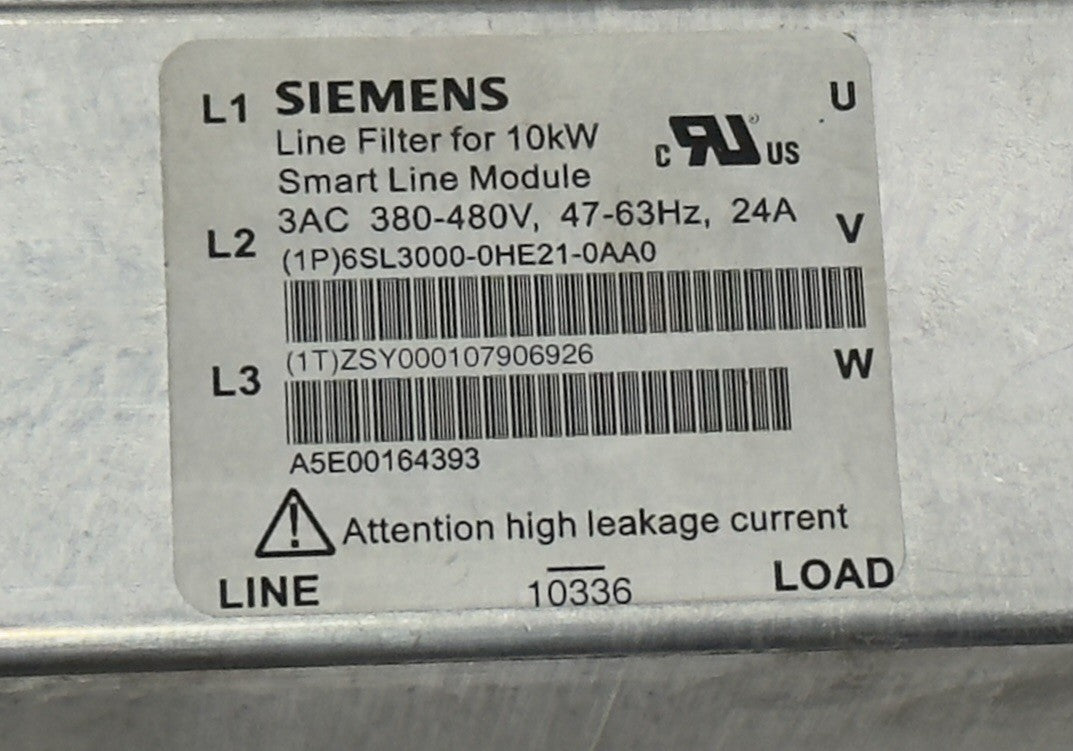 L1 SIEMENS U
Line Filter for 10kW
Smart Line Module
C RU ® US
3AC 380-480V, 47-63Hz, 24A
L2 V
(1P)6SL3000-0HE21-0AA0
(1T)ZSY000107906926
L3 W
A5E00164393
Attention high leakage current
LINE 10336 LOAD